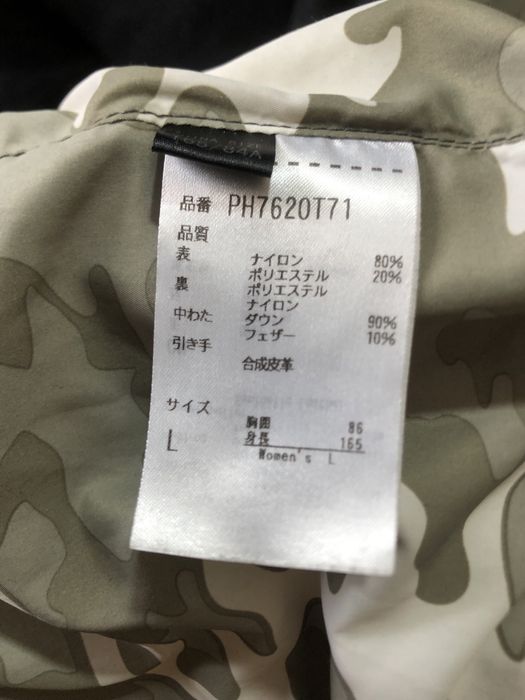 品番 PH7620T71
品質
表 ナイロン 80%
ポリエステル 20%
裏 ポリエステル
ナイロン
中わた ダウン 90%
フェザー 10%
引き手
合成皮革
サイズ
胸囲 86
L 身長 165
Women's L